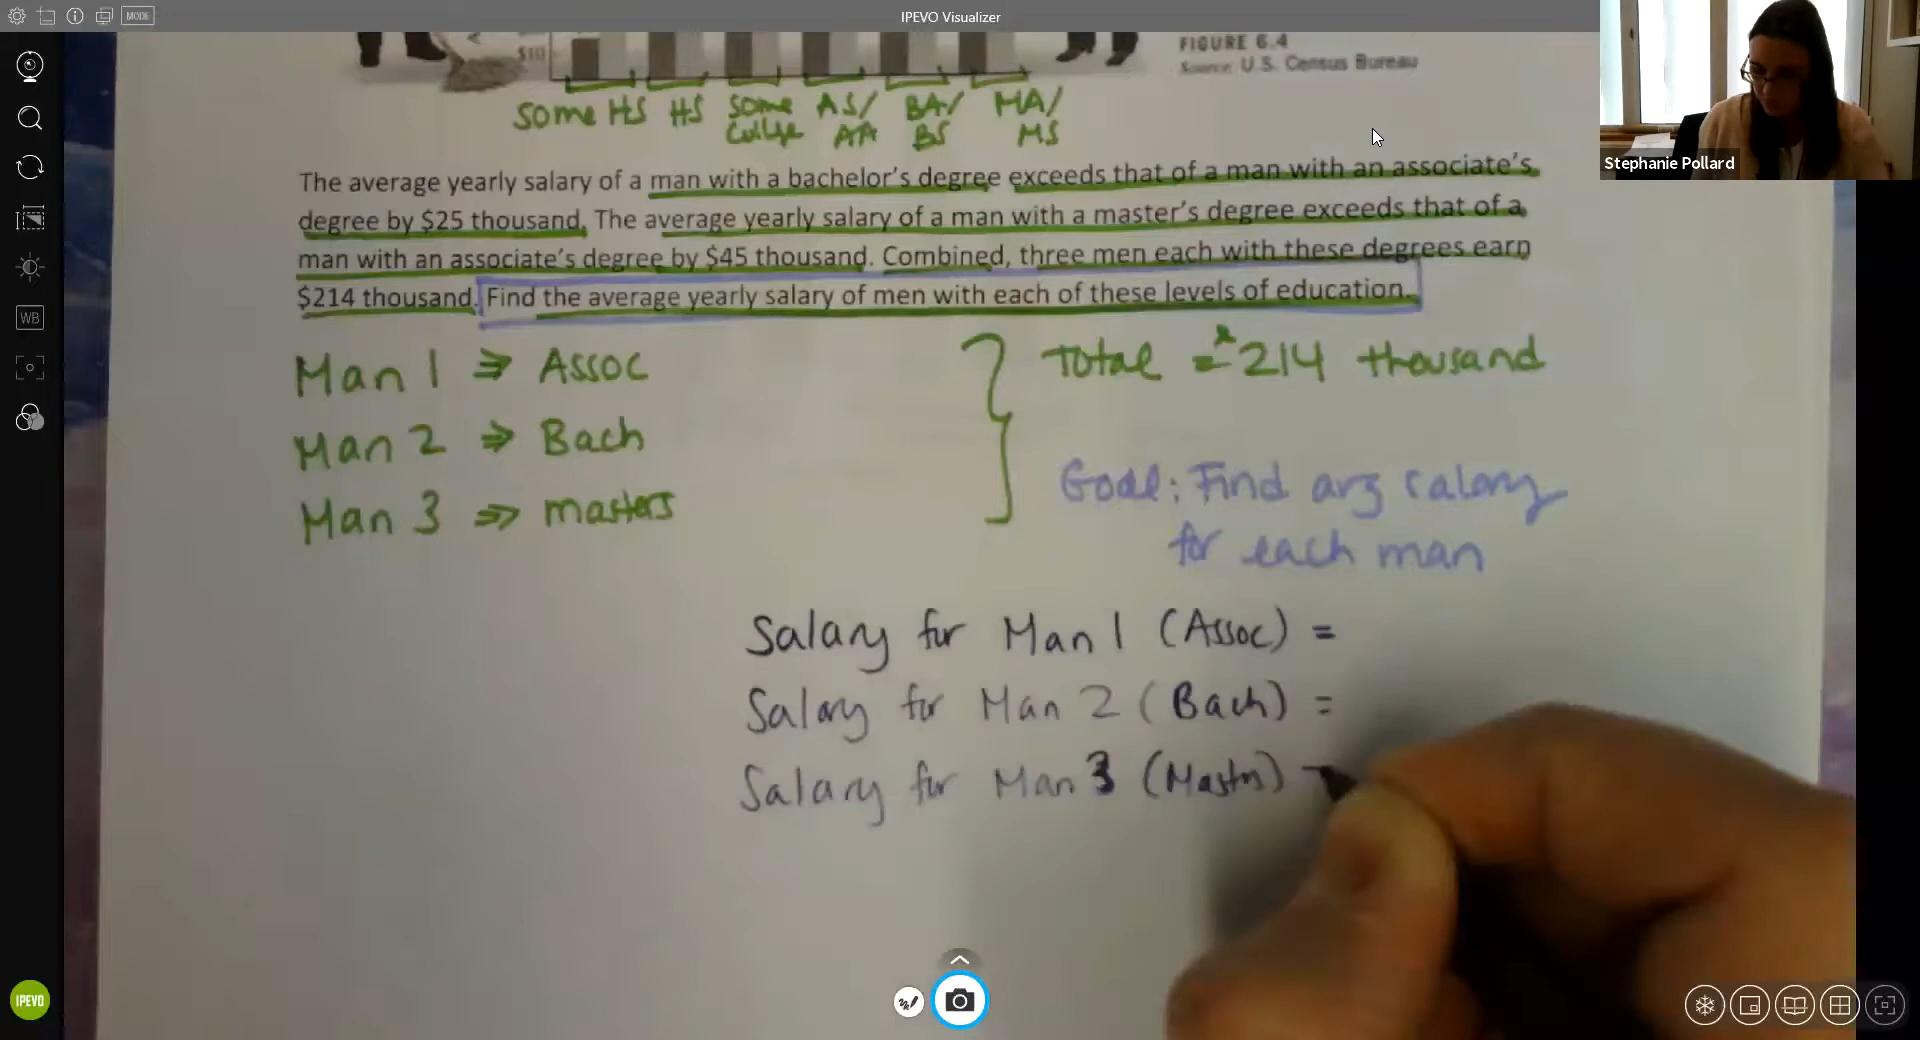 MODE
IPEVO Visualizer
$10
FIGURE 6.4
Source: U.S. Census Bureau
Some HS HS Some College AS/AA BA/BS MA/MS
Stephanie Pollard
The average yearly salary of a man with a bachelor's degree exceeds that of a man with an associate's
degree by $25 thousand. The average yearly salary of a man with a master's degree exceeds that of a
man with an associate's degree by $45 thousand. Combined, three men each with these degrees earn
$214 thousand. Find the average yearly salary of men with each of these levels of education.
WB
Man 1 ⇒ Assoc
Man 2 ⇒ Bach
Man 3 ⇒ masters
Total = 214 thousand
Goal: Find avg salary
for each man
Salary for Man 1 (Assoc) =
Salary for Man 2 (Bach) =
Salary for Man 3 (Masters)
IPEVO